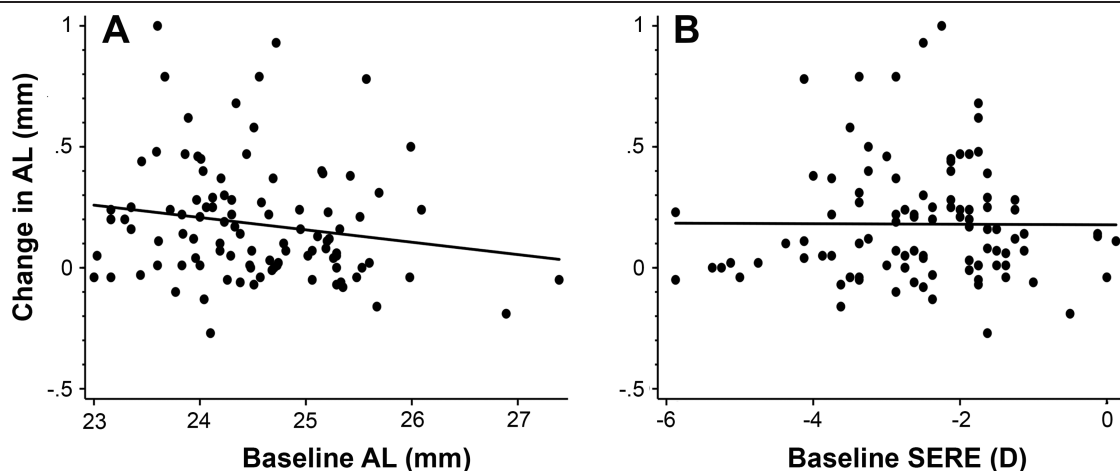 A
B
Change in AL (mm)
1
.5
0
-.5
23 24 25 26 27
Baseline AL (mm)
1
.5
0
-.5
-6 -4 -2 0
Baseline SERE (D)